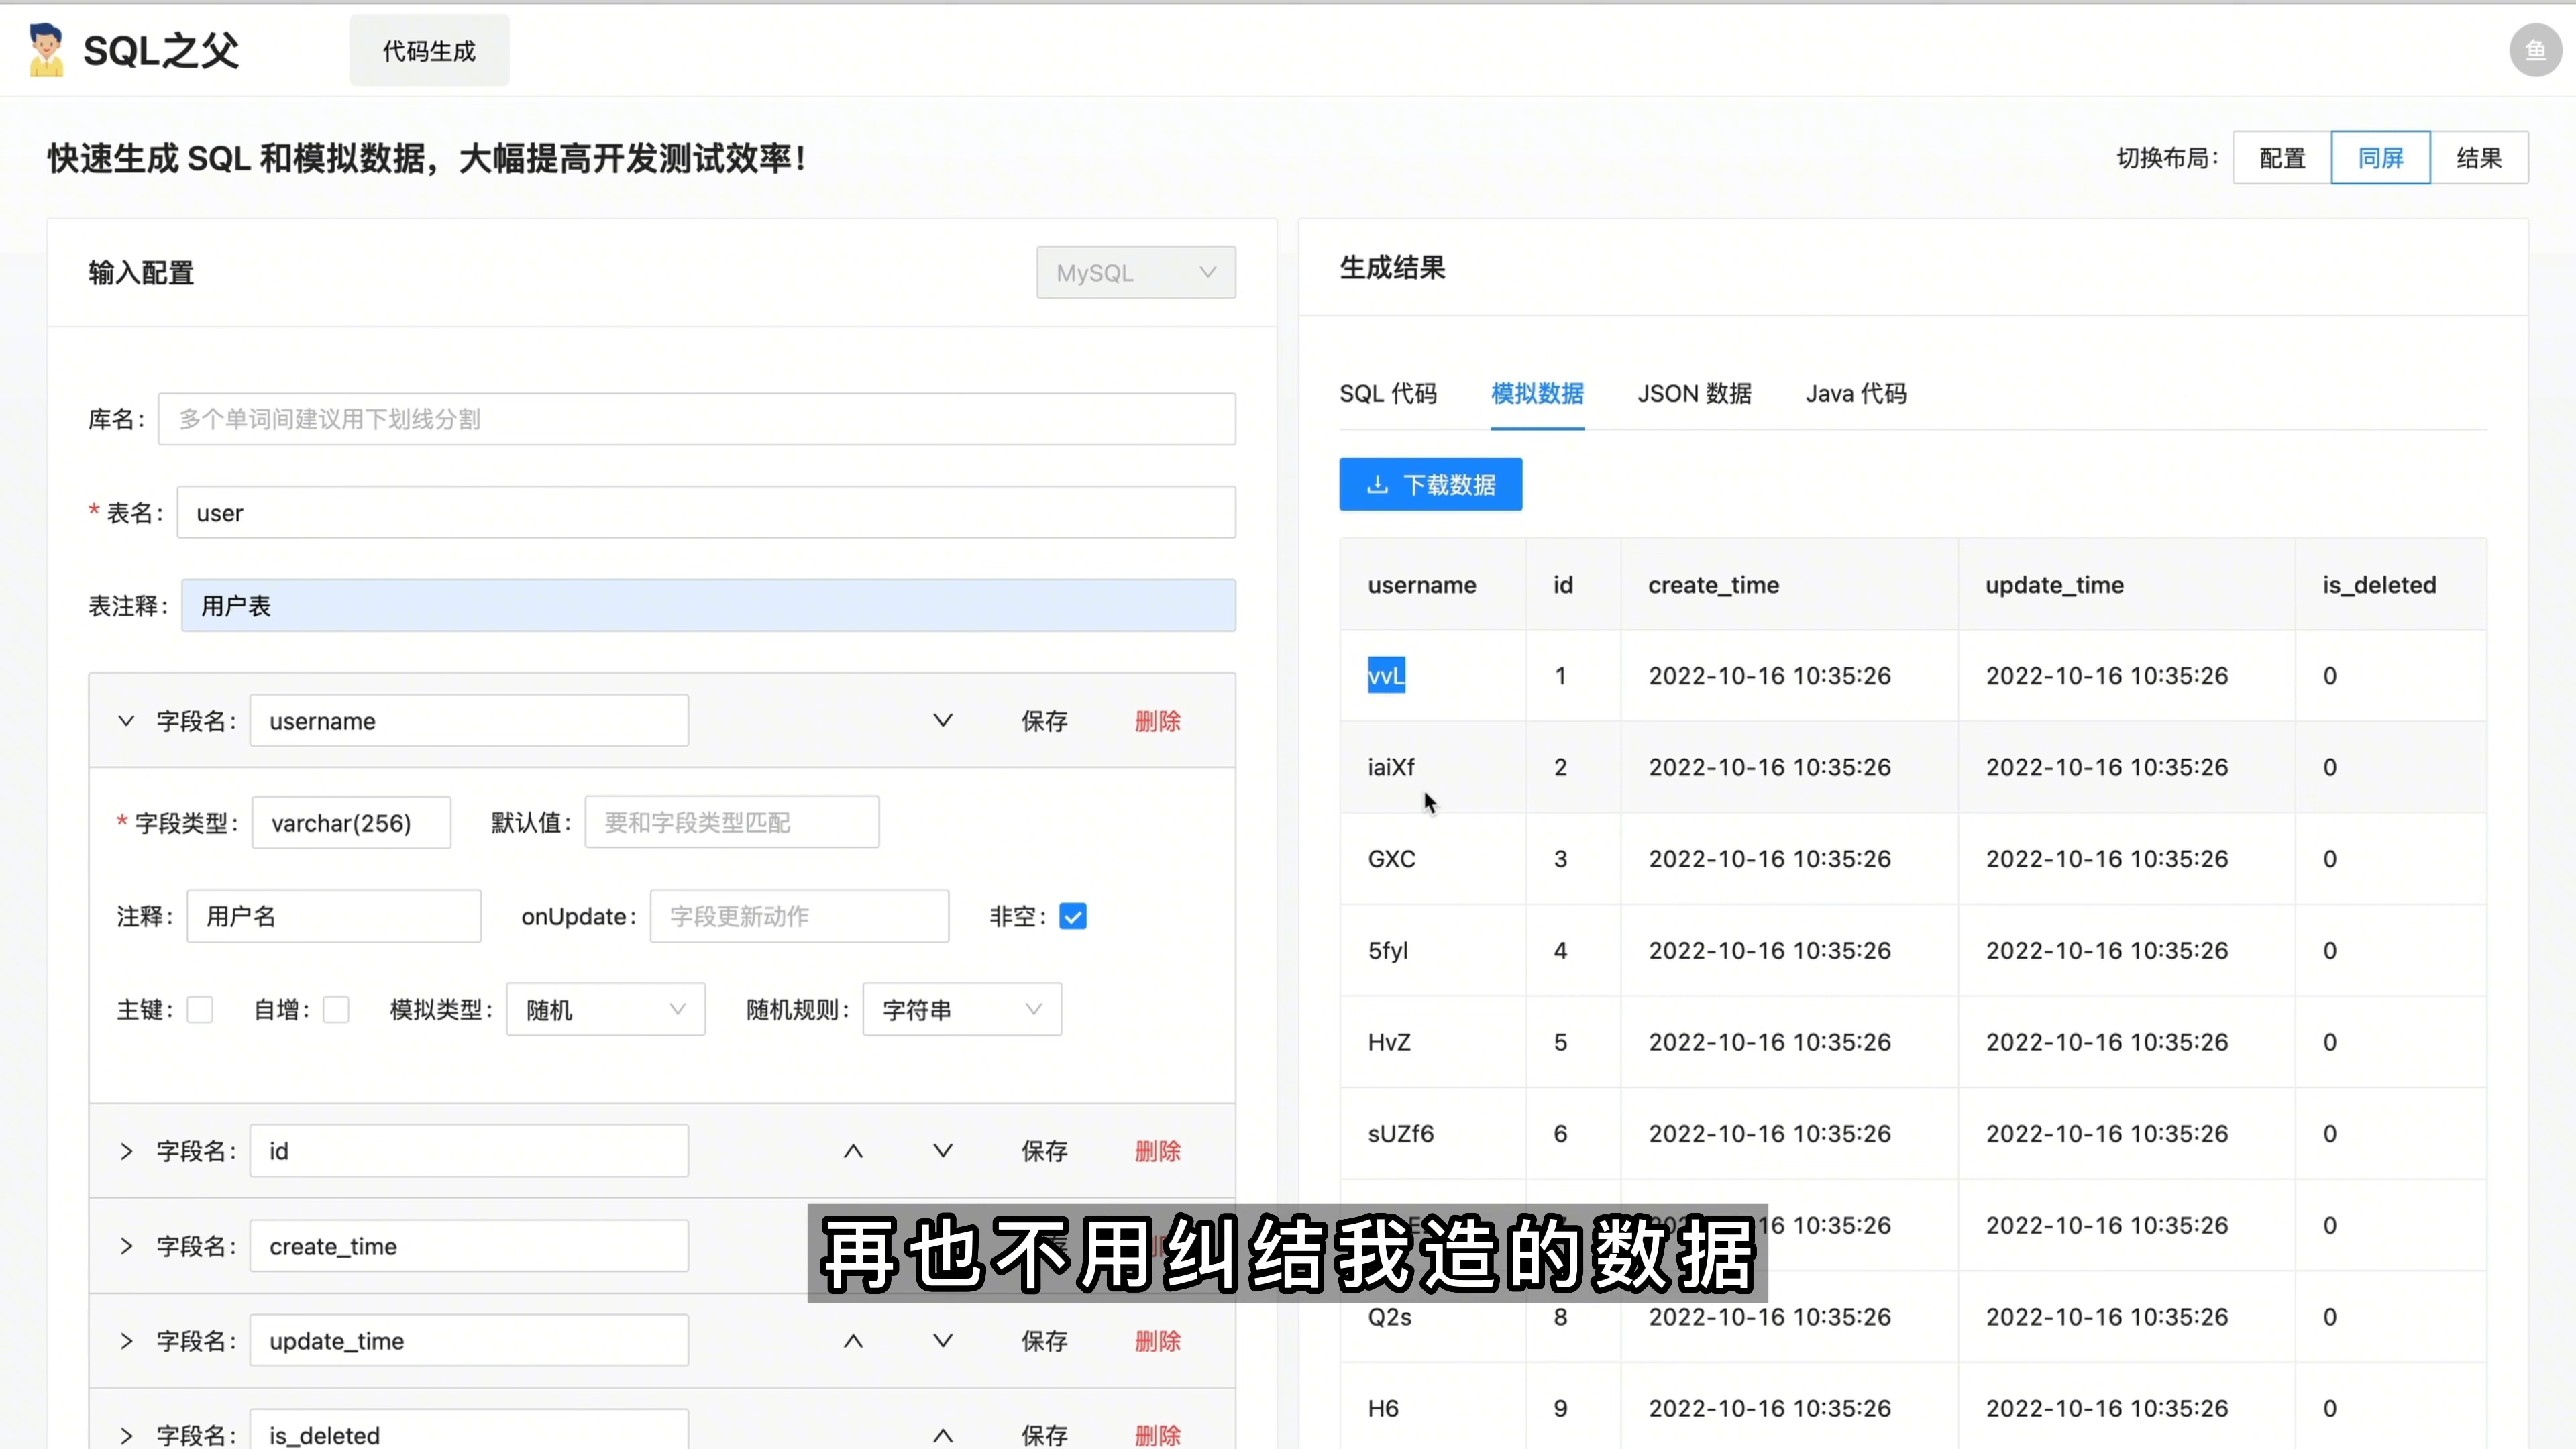 SQL之父
代码生成
鱼
快速生成 SQL 和模拟数据，大幅提高开发测试效率！
切换布局：
配置
同屏
结果
输入配置
MySQL
库名：
多个单词间建议用下划线分割
* 表名：
user
表注释：
用户表
字段名：
username
保存
删除
* 字段类型：
varchar(256)
默认值：
要和字段类型匹配
注释：
用户名
onUpdate：
字段更新动作
非空：
主键：
自增：
模拟类型：
随机
随机规则：
字符串
字段名：
id
保存
删除
字段名：
create_time
字段名：
update_time
保存
删除
字段名：
is_deleted
保存
删除
生成结果
SQL 代码
模拟数据
JSON 数据
Java 代码
下载数据
username id create_time update_time is_deleted
vvL 1 2022-10-16 10:35:26 2022-10-16 10:35:26 0
iaiXf 2 2022-10-16 10:35:26 2022-10-16 10:35:26 0
GXC 3 2022-10-16 10:35:26 2022-10-16 10:35:26 0
5fyl 4 2022-10-16 10:35:26 2022-10-16 10:35:26 0
HvZ 5 2022-10-16 10:35:26 2022-10-16 10:35:26 0
sUZf6 6 2022-10-16 10:35:26 2022-10-16 10:35:26 0
10:35:26 2022-10-16 10:35:26 0
Q2s 8 2022-10-16 10:35:26 2022-10-16 10:35:26 0
H6 9 2022-10-16 10:35:26 2022-10-16 10:35:26 0
再也不用纠结我造的数据